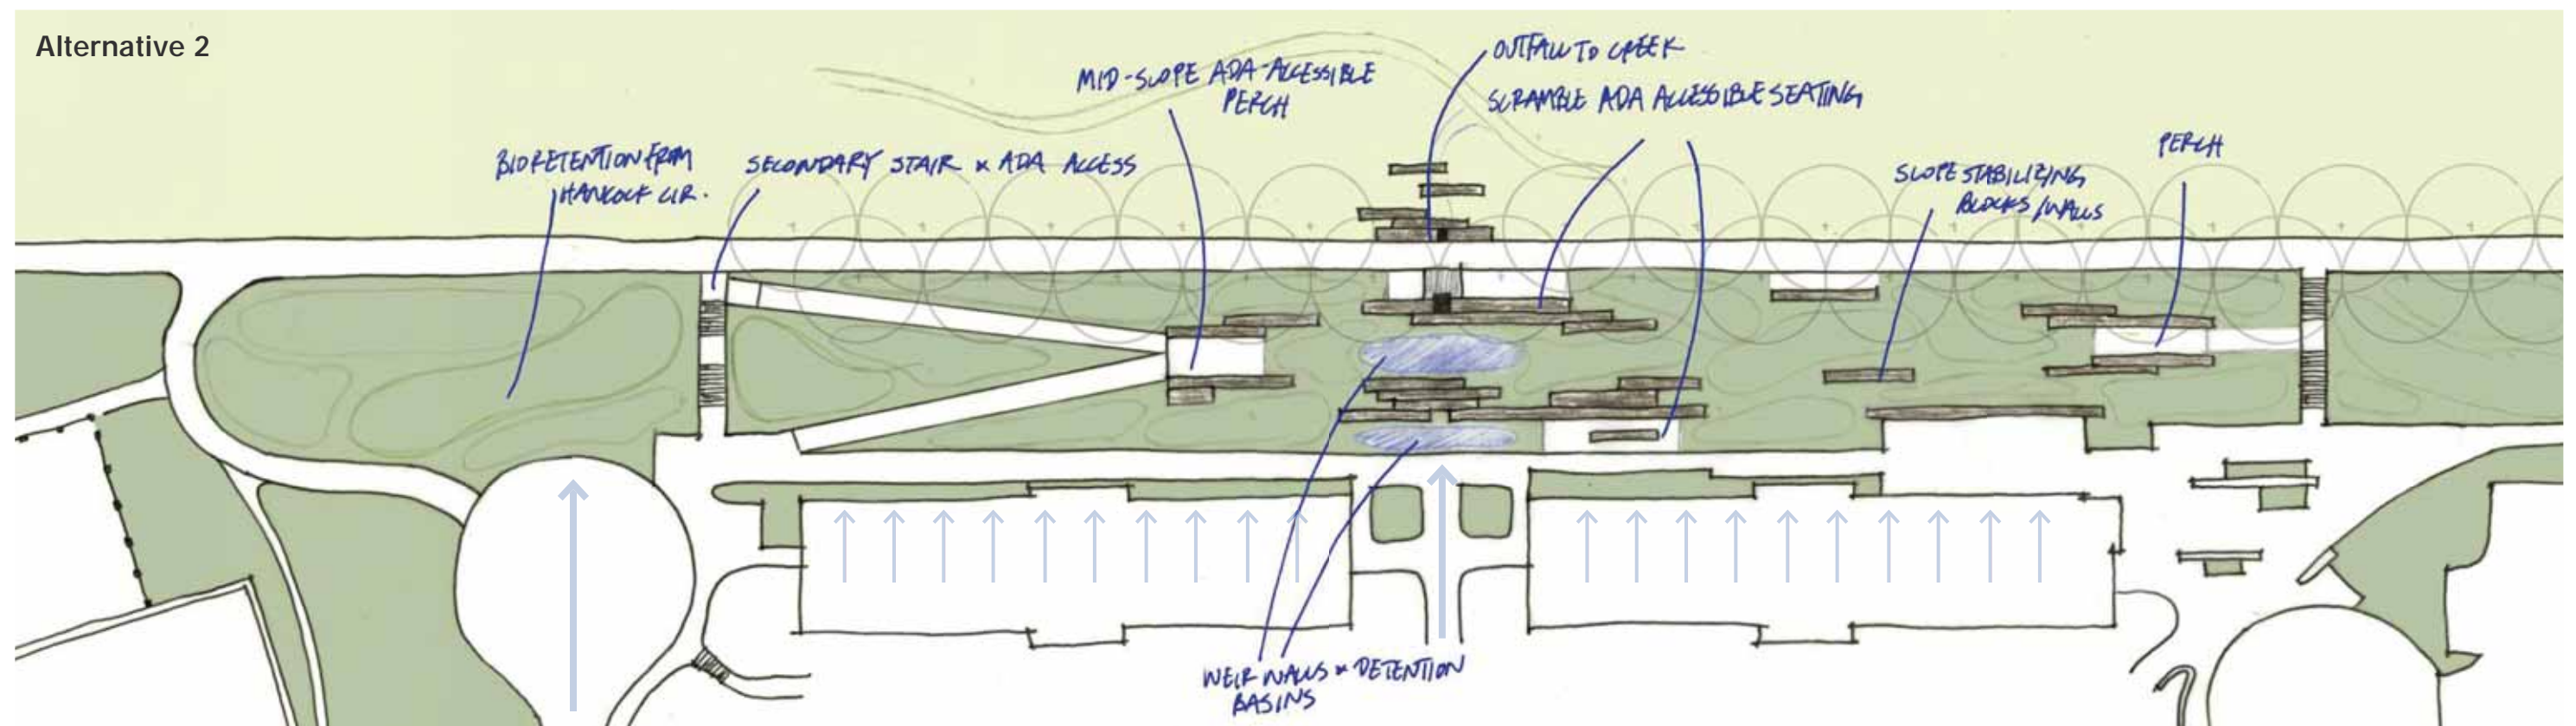 Alternative 2
OUTFALL TO CREEK
MID-SLOPE ADA-ACCESSIBLE
PERCH
SCRAMBLE ADA ACCESSIBLE SEATING
BIORETENTION FROM
HANCOCK CIR.
SECONDARY STAIR & ADA ACCESS
PERCH
SLOPE STABILIZING
BLOCKS/WALLS
WEIR WALLS & DETENTION
BASINS